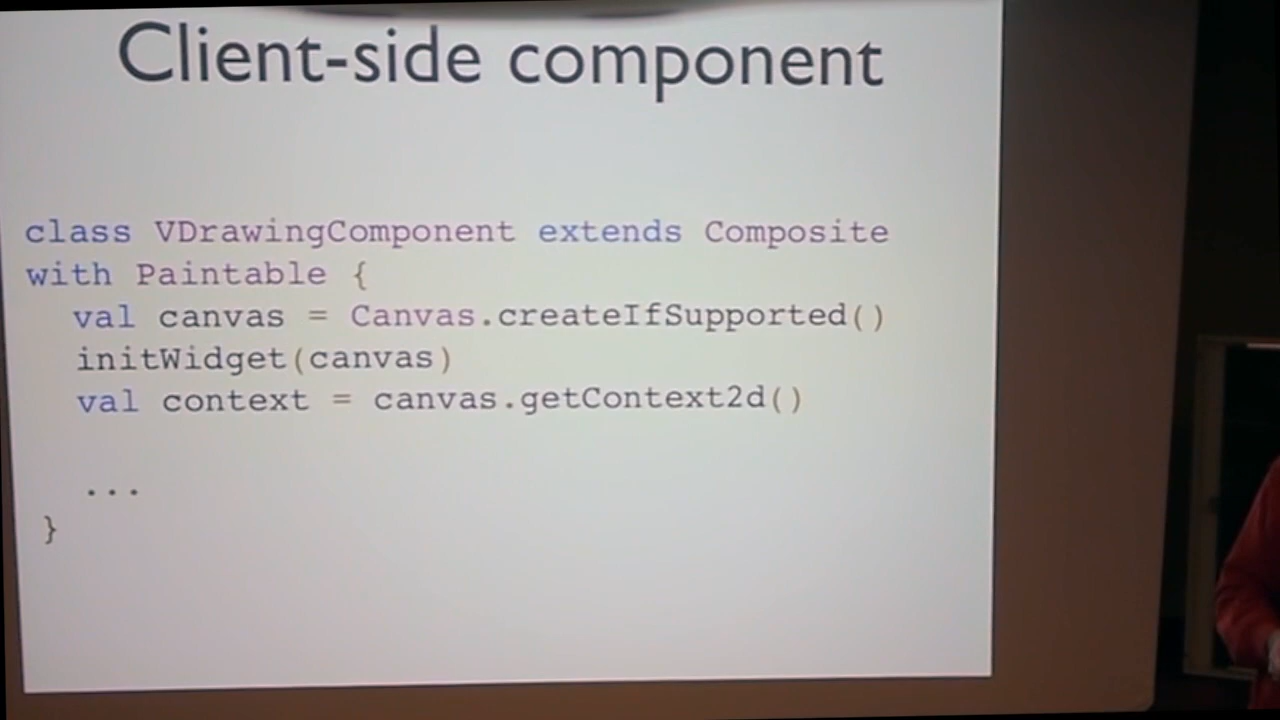 Client-side component
class VDrawingComponent extends Composite
with Paintable {
val canvas = Canvas.createIfSupported()
initWidget(canvas)
val context = canvas.getContext2d()
...
}